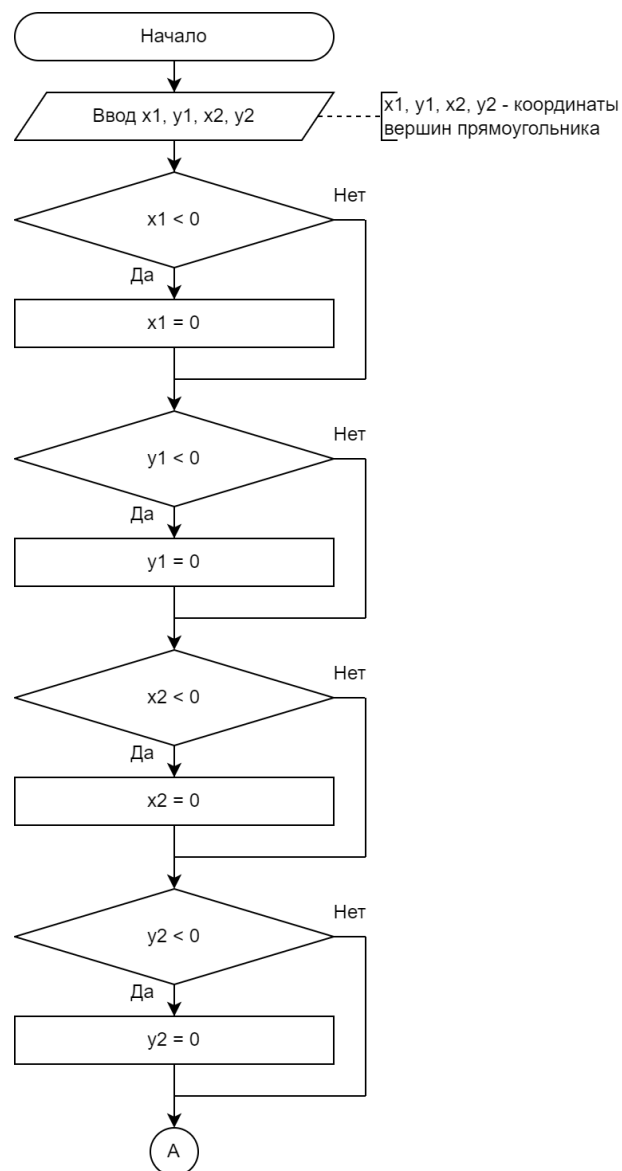 Начало
Ввод x1, y1, x2, y2
x1, y1, x2, y2 - координаты
вершин прямоугольника
x1 < 0
Нет
Да
x1 = 0
y1 < 0
Нет
Да
y1 = 0
x2 < 0
Нет
Да
x2 = 0
y2 < 0
Нет
Да
y2 = 0
А